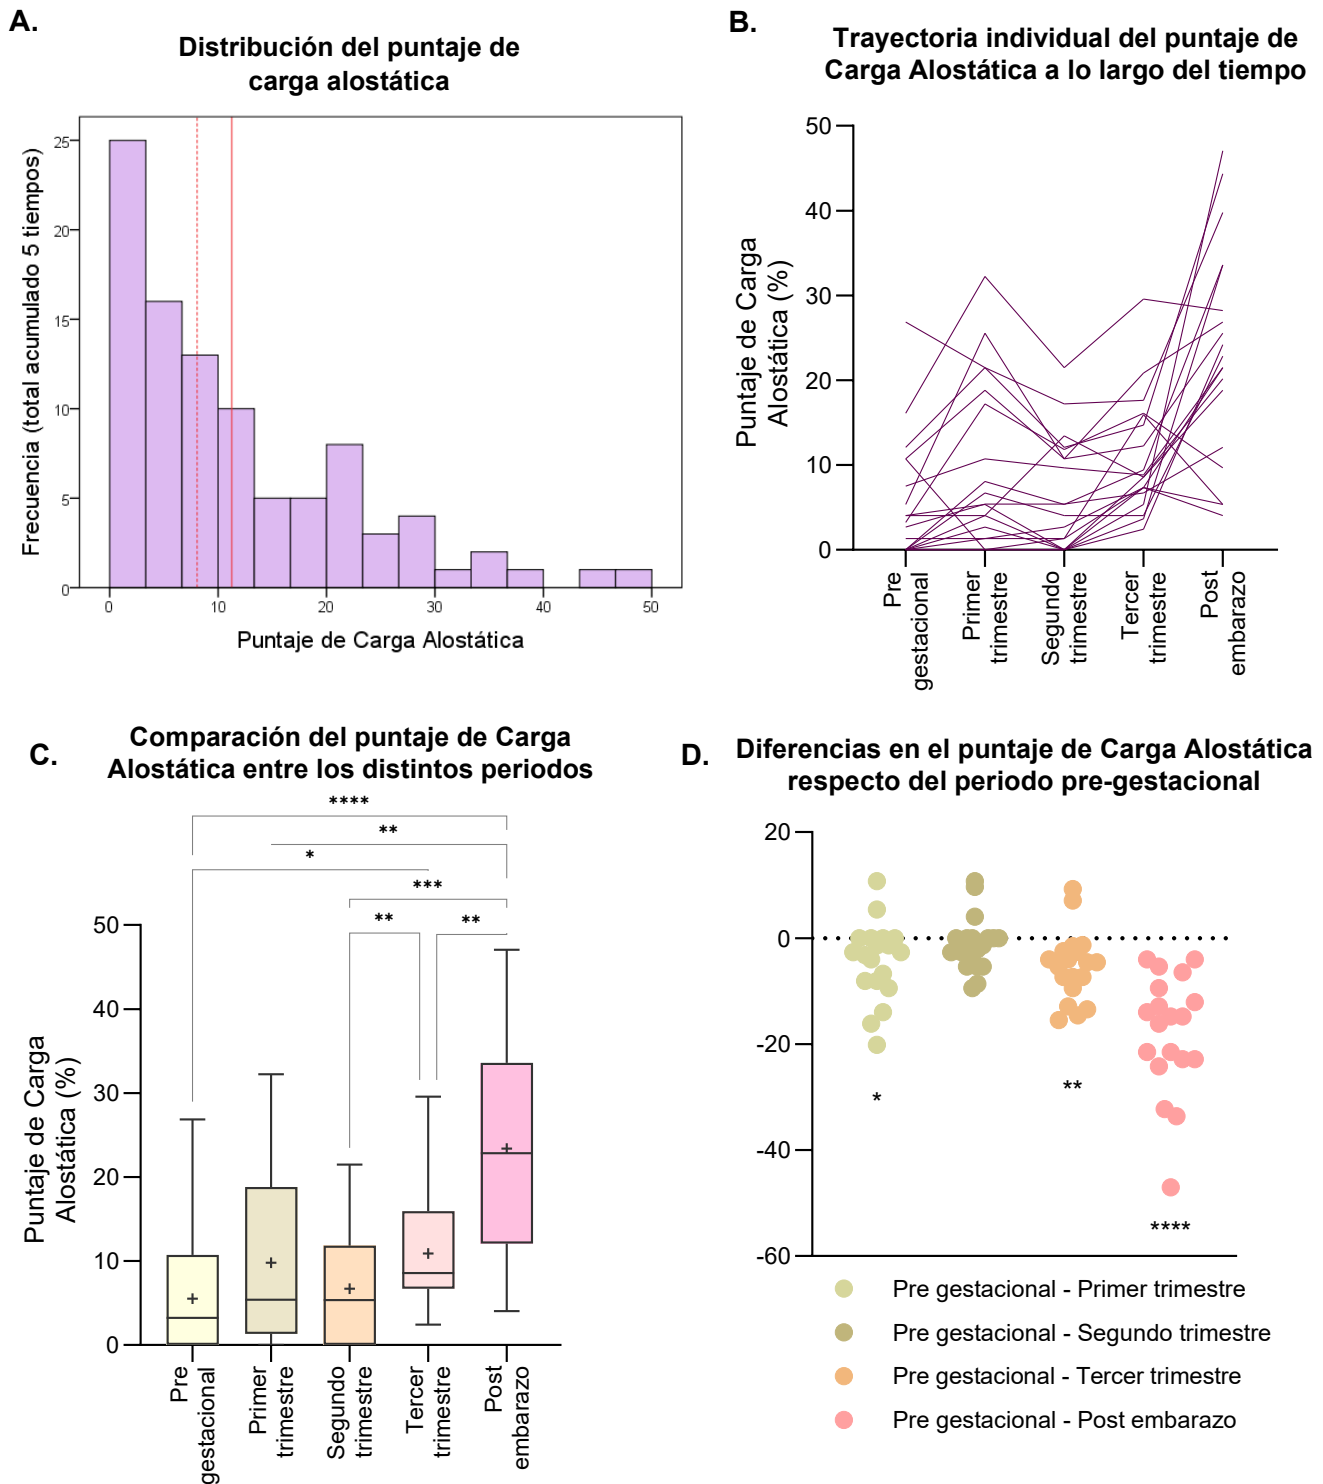 A.
Distribución del puntaje de
carga alostática
Frecuencia (total acumulado 5 tiempos)
25
20
15
10
5
0
0 10 20 30 40 50
Puntaje de Carga Alostática
B.
Trayectoria individual del puntaje de
Carga Alostática a lo largo del tiempo
Puntaje de Carga
Alostática (%)
50
40
30
20
10
0
Pre
gestacional
Primer
trimestre
Segundo
trimestre
Tercer
trimestre
Post
embarazo
C.
Comparación del puntaje de Carga
Alostática entre los distintos periodos
****
**
*
***
** **
Puntaje de Carga
Alostática (%)
50
40
30
20
10
0
Pre
gestacional
Primer
trimestre
Segundo
trimestre
Tercer
trimestre
Post
embarazo
D.
Diferencias en el puntaje de Carga Alostática
respecto del periodo pre-gestacional
20
0
-20
-40
-60
*
**
****
Pre gestacional - Primer trimestre
Pre gestacional - Segundo trimestre
Pre gestacional - Tercer trimestre
Pre gestacional - Post embarazo